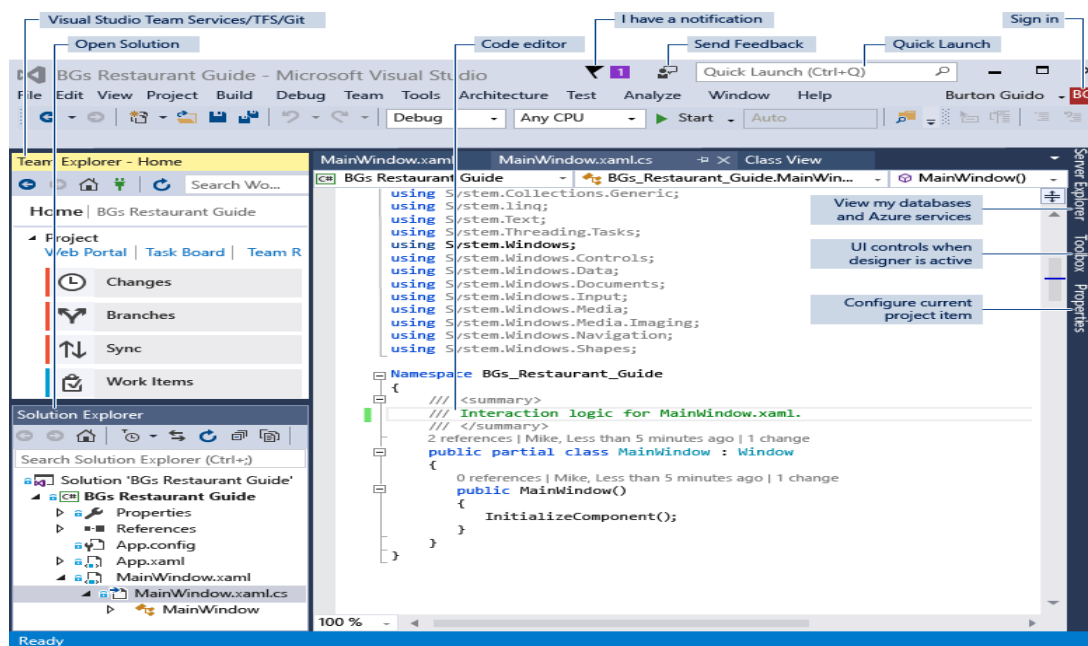 Visual Studio Team Services/TFS/Git
I have a notification
Sign in
Open Solution
Code editor
Send Feedback
Quick Launch
BGs Restaurant Guide - Microsoft Visual Studio
1
Quick Launch (Ctrl+Q)
File Edit View Project Build Debug Team Tools Architecture Test Analyze Window Help
Burton Guido
BG
Debug
Any CPU
Start
Auto
Team Explorer - Home
Search Wo...
Home | BGs Restaurant Guide
Project
Web Portal | Task Board | Team R
Changes
Branches
Sync
Work Items
Solution Explorer
Search Solution Explorer (Ctrl+;)
Solution 'BGs Restaurant Guide'
C# BGs Restaurant Guide
Properties
References
App.config
App.xaml
MainWindow.xaml
MainWindow.xaml.cs
MainWindow
MainWindow.xaml
MainWindow.xaml.cs
Class View
C# BGs Restaurant Guide
BGs_Restaurant_Guide.MainWin...
MainWindow()
using System.Collections.Generic;
using System.linq;
using System.Text;
using System.Threading.Tasks;
using System.Windows;
using System.Windows.Controls;
using System.Windows.Data;
using System.Windows.Documents;
using System.Windows.Input;
using System.Windows.Media;
using System.Windows.Media.Imaging;
using System.Windows.Navigation;
using System.Windows.Shapes;
Namespace BGs_Restaurant_Guide
{
/// <summary>
/// Interaction logic for MainWindow.xaml.
/// </summary>
2 references | Mike, Less than 5 minutes ago | 1 change
public partial class MainWindow : Window
{
0 references | Mike, Less than 5 minutes ago | 1 change
public MainWindow()
{
InitializeComponent();
}
}
}
100 %
View my databases
and Azure services
UI controls when
designer is active
Configure current
project item
Server Explorer
Toolbox
Properties
Ready